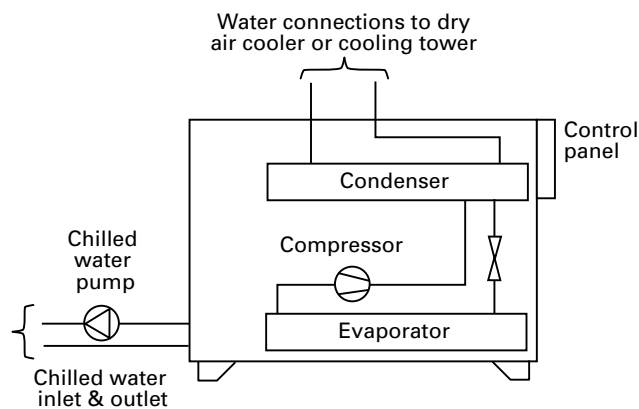 Water connections to dry
air cooler or cooling tower
Control
panel
Condenser
Compressor
Chilled
water
pump
Evaporator
Chilled water
inlet & outlet